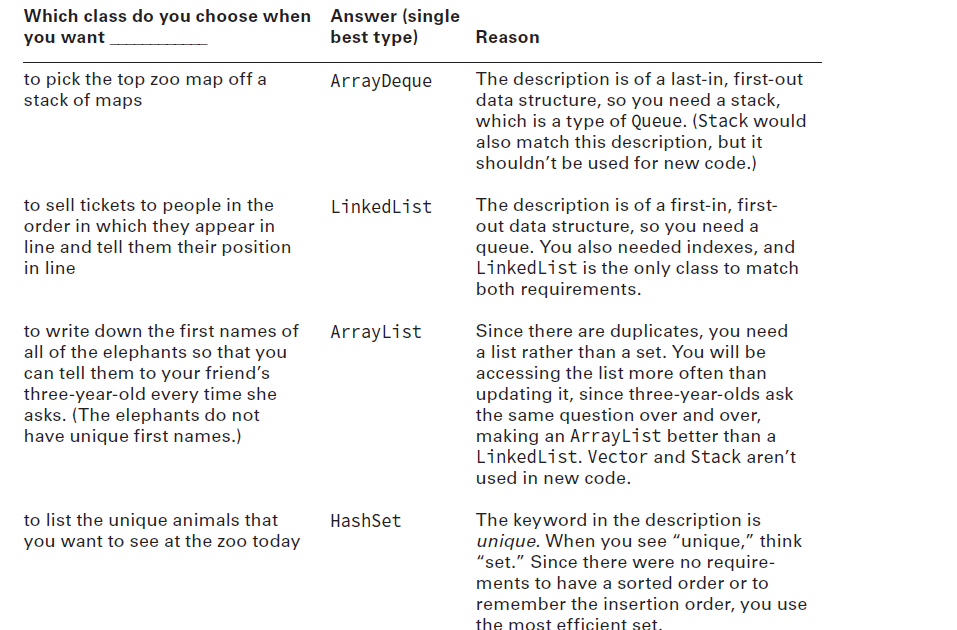 Which class do you choose when you want ____________
Answer (single best type)
Reason
to pick the top zoo map off a
stack of maps
ArrayDeque
The description is of a last-in, first-out
data structure, so you need a stack,
which is a type of Queue. (Stack would
also match this description, but it
shouldn’t be used for new code.)
to sell tickets to people in the
order in which they appear in
line and tell them their position
in line
LinkedList
The description is of a first-in, first-
out data structure, so you need a
queue. You also needed indexes, and
LinkedList is the only class to match
both requirements.
to write down the first names of
all of the elephants so that you
can tell them to your friend’s
three-year-old every time she
asks. (The elephants do not
have unique first names.)
ArrayList
Since there are duplicates, you need
a list rather than a set. You will be
accessing the list more often than
updating it, since three-year-olds ask
the same question over and over,
making an ArrayList better than a
LinkedList. Vector and Stack aren’t
used in new code.
to list the unique animals that
you want to see at the zoo today
HashSet
The keyword in the description is
unique. When you see “unique,” think
“set.” Since there were no require-
ments to have a sorted order or to
remember the insertion order, you use
the most efficient set.